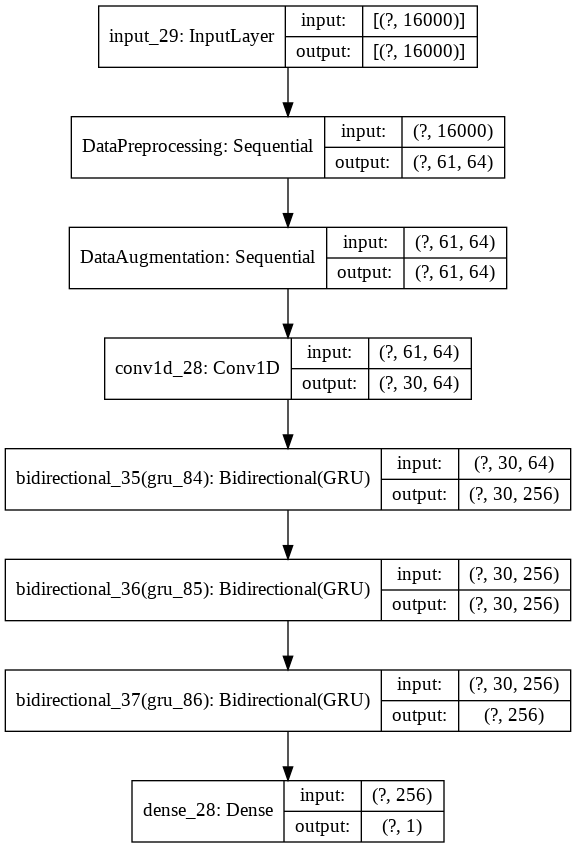 input_29: InputLayer
input: [(?, 16000)]
output: [(?, 16000)]
DataPreprocessing: Sequential
input: (?, 16000)
output: (?, 61, 64)
DataAugmentation: Sequential
input: (?, 61, 64)
output: (?, 61, 64)
conv1d_28: Conv1D
input: (?, 61, 64)
output: (?, 30, 64)
bidirectional_35(gru_84): Bidirectional(GRU)
input: (?, 30, 64)
output: (?, 30, 256)
bidirectional_36(gru_85): Bidirectional(GRU)
input: (?, 30, 256)
output: (?, 30, 256)
bidirectional_37(gru_86): Bidirectional(GRU)
input: (?, 30, 256)
output: (?, 256)
dense_28: Dense
input: (?, 256)
output: (?, 1)